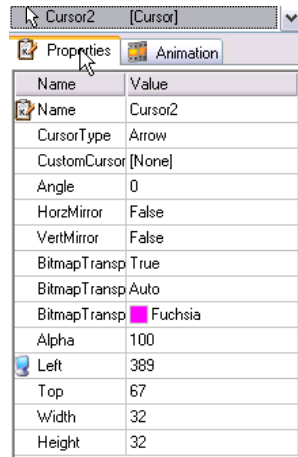 Cursor2 [Cursor]
Properties Animation
Name Value
Name Cursor2
CursorType Arrow
CustomCursor [None]
Angle 0
HorzMirror False
VertMirror False
BitmapTransp True
BitmapTransp Auto
BitmapTransp Fuchsia
Alpha 100
Left 389
Top 67
Width 32
Height 32